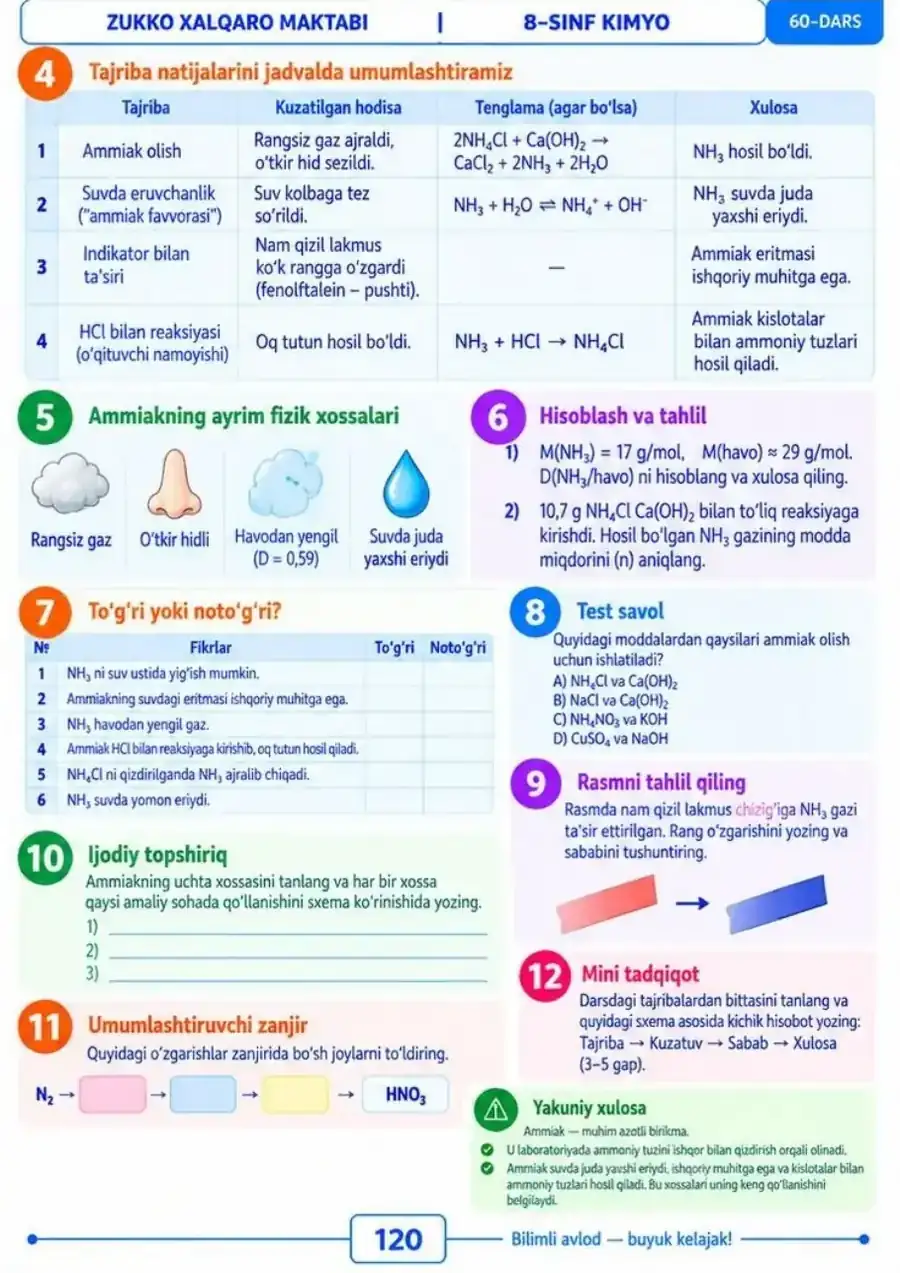 ZUKKO XALQARO MAKTABI | 8–SINF KIMYO 60–DARS
4 Tajriba natijalarini jadvalda umumlashtiramiz
Tajriba Kuzatilgan hodisa Tenglama (agar bo‘lsa) Xulosa
1 Ammiak olish
Rangsiz gaz ajraldi,
o‘tkir hid sezildi.
2NH₄Cl + Ca(OH)₂ →
CaCl₂ + 2NH₃ + 2H₂O
NH₃ hosil bo‘ldi.
2 Suvda eruvchanlik
("ammiak favvorasi")
Suv kolbaga tez
so‘rildi.
NH₃ + H₂O ⇌ NH₄⁺ + OH⁻
NH₃ suvda juda
yaxshi eriydi.
3 Indikator bilan
ta'siri
Nam qizil lakmus
ko‘k rangga o‘zgardi
(fenolftalein – pushti).
—
Ammiak eritmasi
ishqoriy muhitga ega.
4 HCl bilan reaksiyasi
(o‘qituvchi namoyishi)
Oq tutun hosil bo‘ldi.
NH₃ + HCl → NH₄Cl
Ammiak kislotalar
bilan ammoniy tuzlari
hosil qiladi.
5 Ammiakning ayrim fizik xossalari
Rangsiz gaz
O‘tkir hidli
Havodan yengil
(D = 0,59)
Suvda juda
yaxshi eriydi
6 Hisoblash va tahlil
1) M(NH₃) = 17 g/mol, M(havo) ≈ 29 g/mol.
D(NH₃/havo) ni hisoblang va xulosa qiling.
2) 10,7 g NH₄Cl Ca(OH)₂ bilan to‘liq reaksiyaga
kirishdi. Hosil bo‘lgan NH₃ gazining modda
miqdorini (n) aniqlang.
7 To‘g‘ri yoki noto‘g‘ri?
№ Fikrlar To‘g‘ri Noto‘g‘ri
1 NH₃ ni suv ustida yig‘ish mumkin.
2 Ammiakning suvdagi eritmasi ishqoriy muhitga ega.
3 NH₃ havodan yengil gaz.
4 Ammiak HCl bilan reaksiyaga kirishib, oq tutun hosil qiladi.
5 NH₄Cl ni qizdirilganda NH₃ ajralib chiqadi.
6 NH₃ suvda yomon eriydi.
8 Test savol
Quyidagi moddalardan qaysilari ammiak olish
uchun ishlatiladi?
A) NH₄Cl va Ca(OH)₂
B) NaCl va Ca(OH)₂
C) NH₄NO₃ va KOH
D) CuSO₄ va NaOH
9 Rasmni tahlil qiling
Rasmda nam qizil lakmus chizig‘iga NH₃ gazi
ta'sir ettirilgan. Rang o‘zgarishini yozing va
sababini tushuntiring.
→
10 Ijodiy topshiriq
Ammiakning uchta xossasini tanlang va har bir xossa
qaysi amaliy sohada qo‘llanishini sxema ko‘rinishida yozing.
1)
2)
3)
11 Umumlashtiruvchi zanjir
Quyidagi o‘zgarishlar zanjirida bo‘sh joylarni to‘ldiring.
N₂ → → → → HNO₃
12 Mini tadqiqot
Darsdagi tajribalardan bittasini tanlang va
quyidagi sxema asosida kichik hisobot yozing:
Tajriba → Kuzatuv → Sabab → Xulosa
(3–5 gap).
Yakuniy xulosa
Ammiak — muhim azotli birikma.
U laboratoriyada ammoniy tuzini ishqor bilan qizdirish orqali olinadi.
Ammiak suvda juda yaxshi eriydi, ishqoriy muhitga ega va kislotalar bilan
ammoniy tuzlari hosil qiladi. Bu xossalari uning keng qo‘llanishini
belgilaydi.
120
Bilimli avlod — buyuk kelajak!